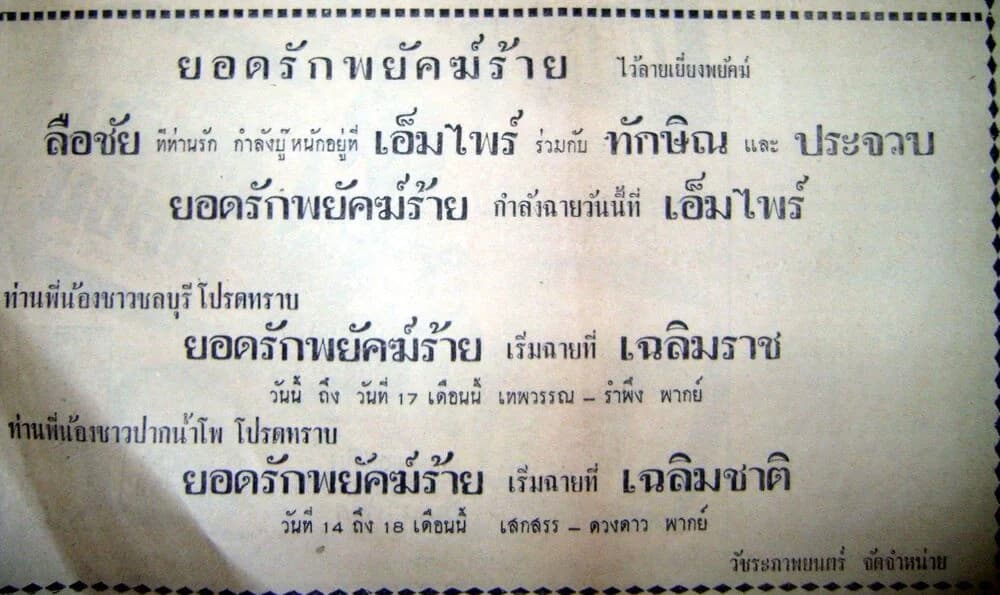 ยอดรักพยัคฆ์ร้าย ไว้ลายเยี่ยงพยัคฆ์
ลือชัย ที่ท่านรัก กำลังบู๊หนักอยู่ที่ เอ็มไพร์ ร่วมกับ ทักษิณ และ ประจวบ
ยอดรักพยัคฆ์ร้าย กำลังฉายวันนี้ที่ เอ็มไพร์
ท่านพี่น้องชาวชลบุรี โปรดทราบ
ยอดรักพยัคฆ์ร้าย เริ่มฉายที่ เฉลิมราช
วันนี้ ถึง วันที่ 17 เดือนนี้ เทพวรรณ – รำพึง พากย์
ท่านพี่น้องชาวปากน้ำโพ โปรดทราบ
ยอดรักพยัคฆ์ร้าย เริ่มฉายที่ เฉลิมชาติ
วันที่ 14 ถึง 18 เดือนนี้ เสกสรร – ดวงดาว พากย์
วัชระภาพยนตร์ จัดจำหน่าย